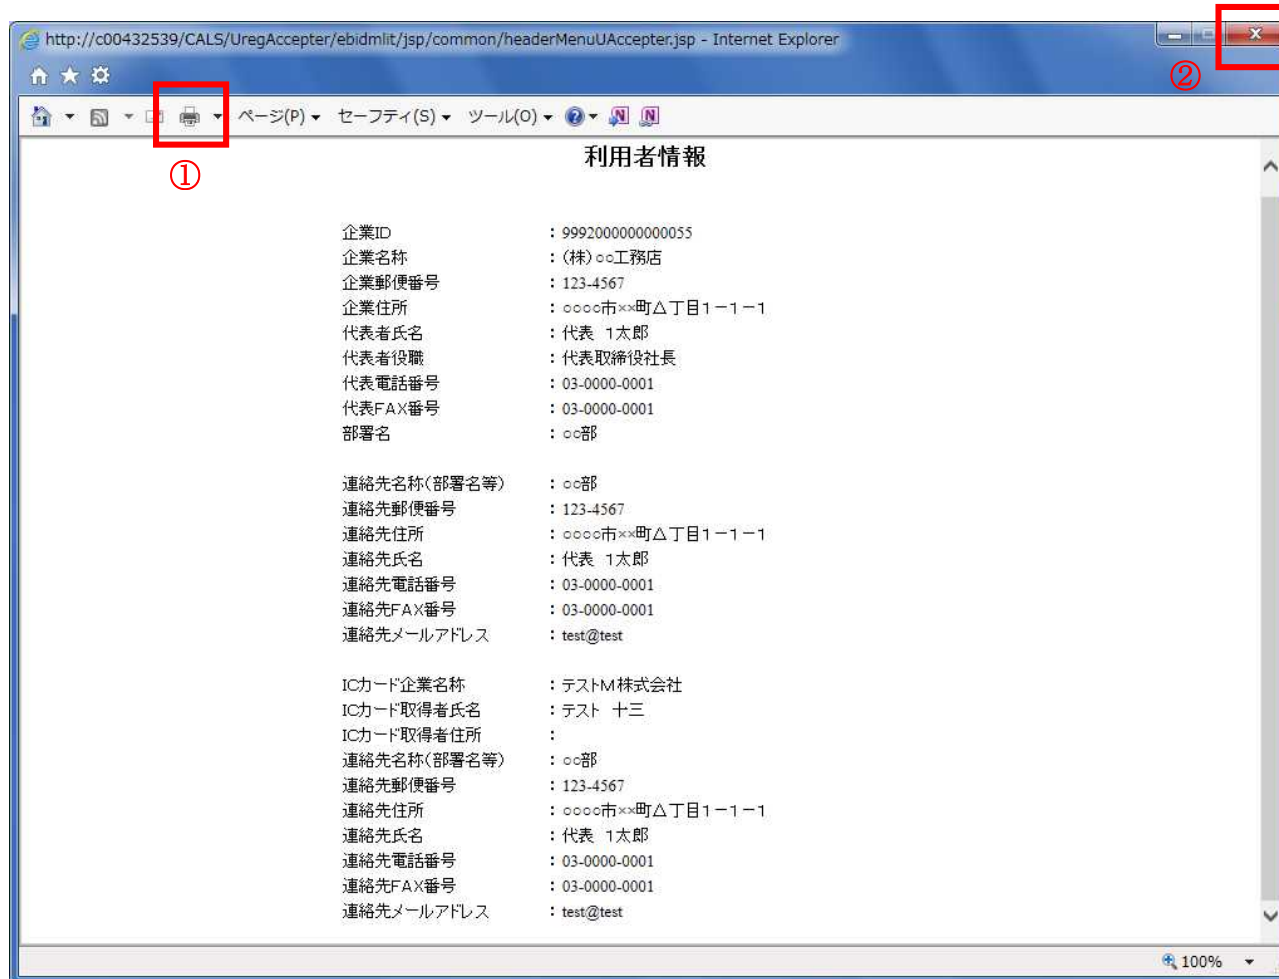 http://c00432539/CALS/UregAccepter/ebidmlit/jsp/common/headerMenuUAccepter.jsp - Internet Explorer
②
ページ(P) セーフティ(S) ツール(O)
①
利用者情報
企業ID : 9992000000000055
企業名称 : (株)○○工務店
企業郵便番号 : 123-4567
企業住所 : ○○○○市××町△丁目1-1-1
代表者氏名 : 代表 1太郎
代表者役職 : 代表取締役社長
代表電話番号 : 03-0000-0001
代表FAX番号 : 03-0000-0001
部署名 : ○○部
連絡先名称(部署名等) : ○○部
連絡先郵便番号 : 123-4567
連絡先住所 : ○○○○市××町△丁目1-1-1
連絡先氏名 : 代表 1太郎
連絡先電話番号 : 03-0000-0001
連絡先FAX番号 : 03-0000-0001
連絡先メールアドレス : test@test
ICカード企業名称 : テストM株式会社
ICカード取得者氏名 : テスト 十三
ICカード取得者住所 :
連絡先名称(部署名等) : ○○部
連絡先郵便番号 : 123-4567
連絡先住所 : ○○○○市××町△丁目1-1-1
連絡先氏名 : 代表 1太郎
連絡先電話番号 : 03-0000-0001
連絡先FAX番号 : 03-0000-0001
連絡先メールアドレス : test@test
100%